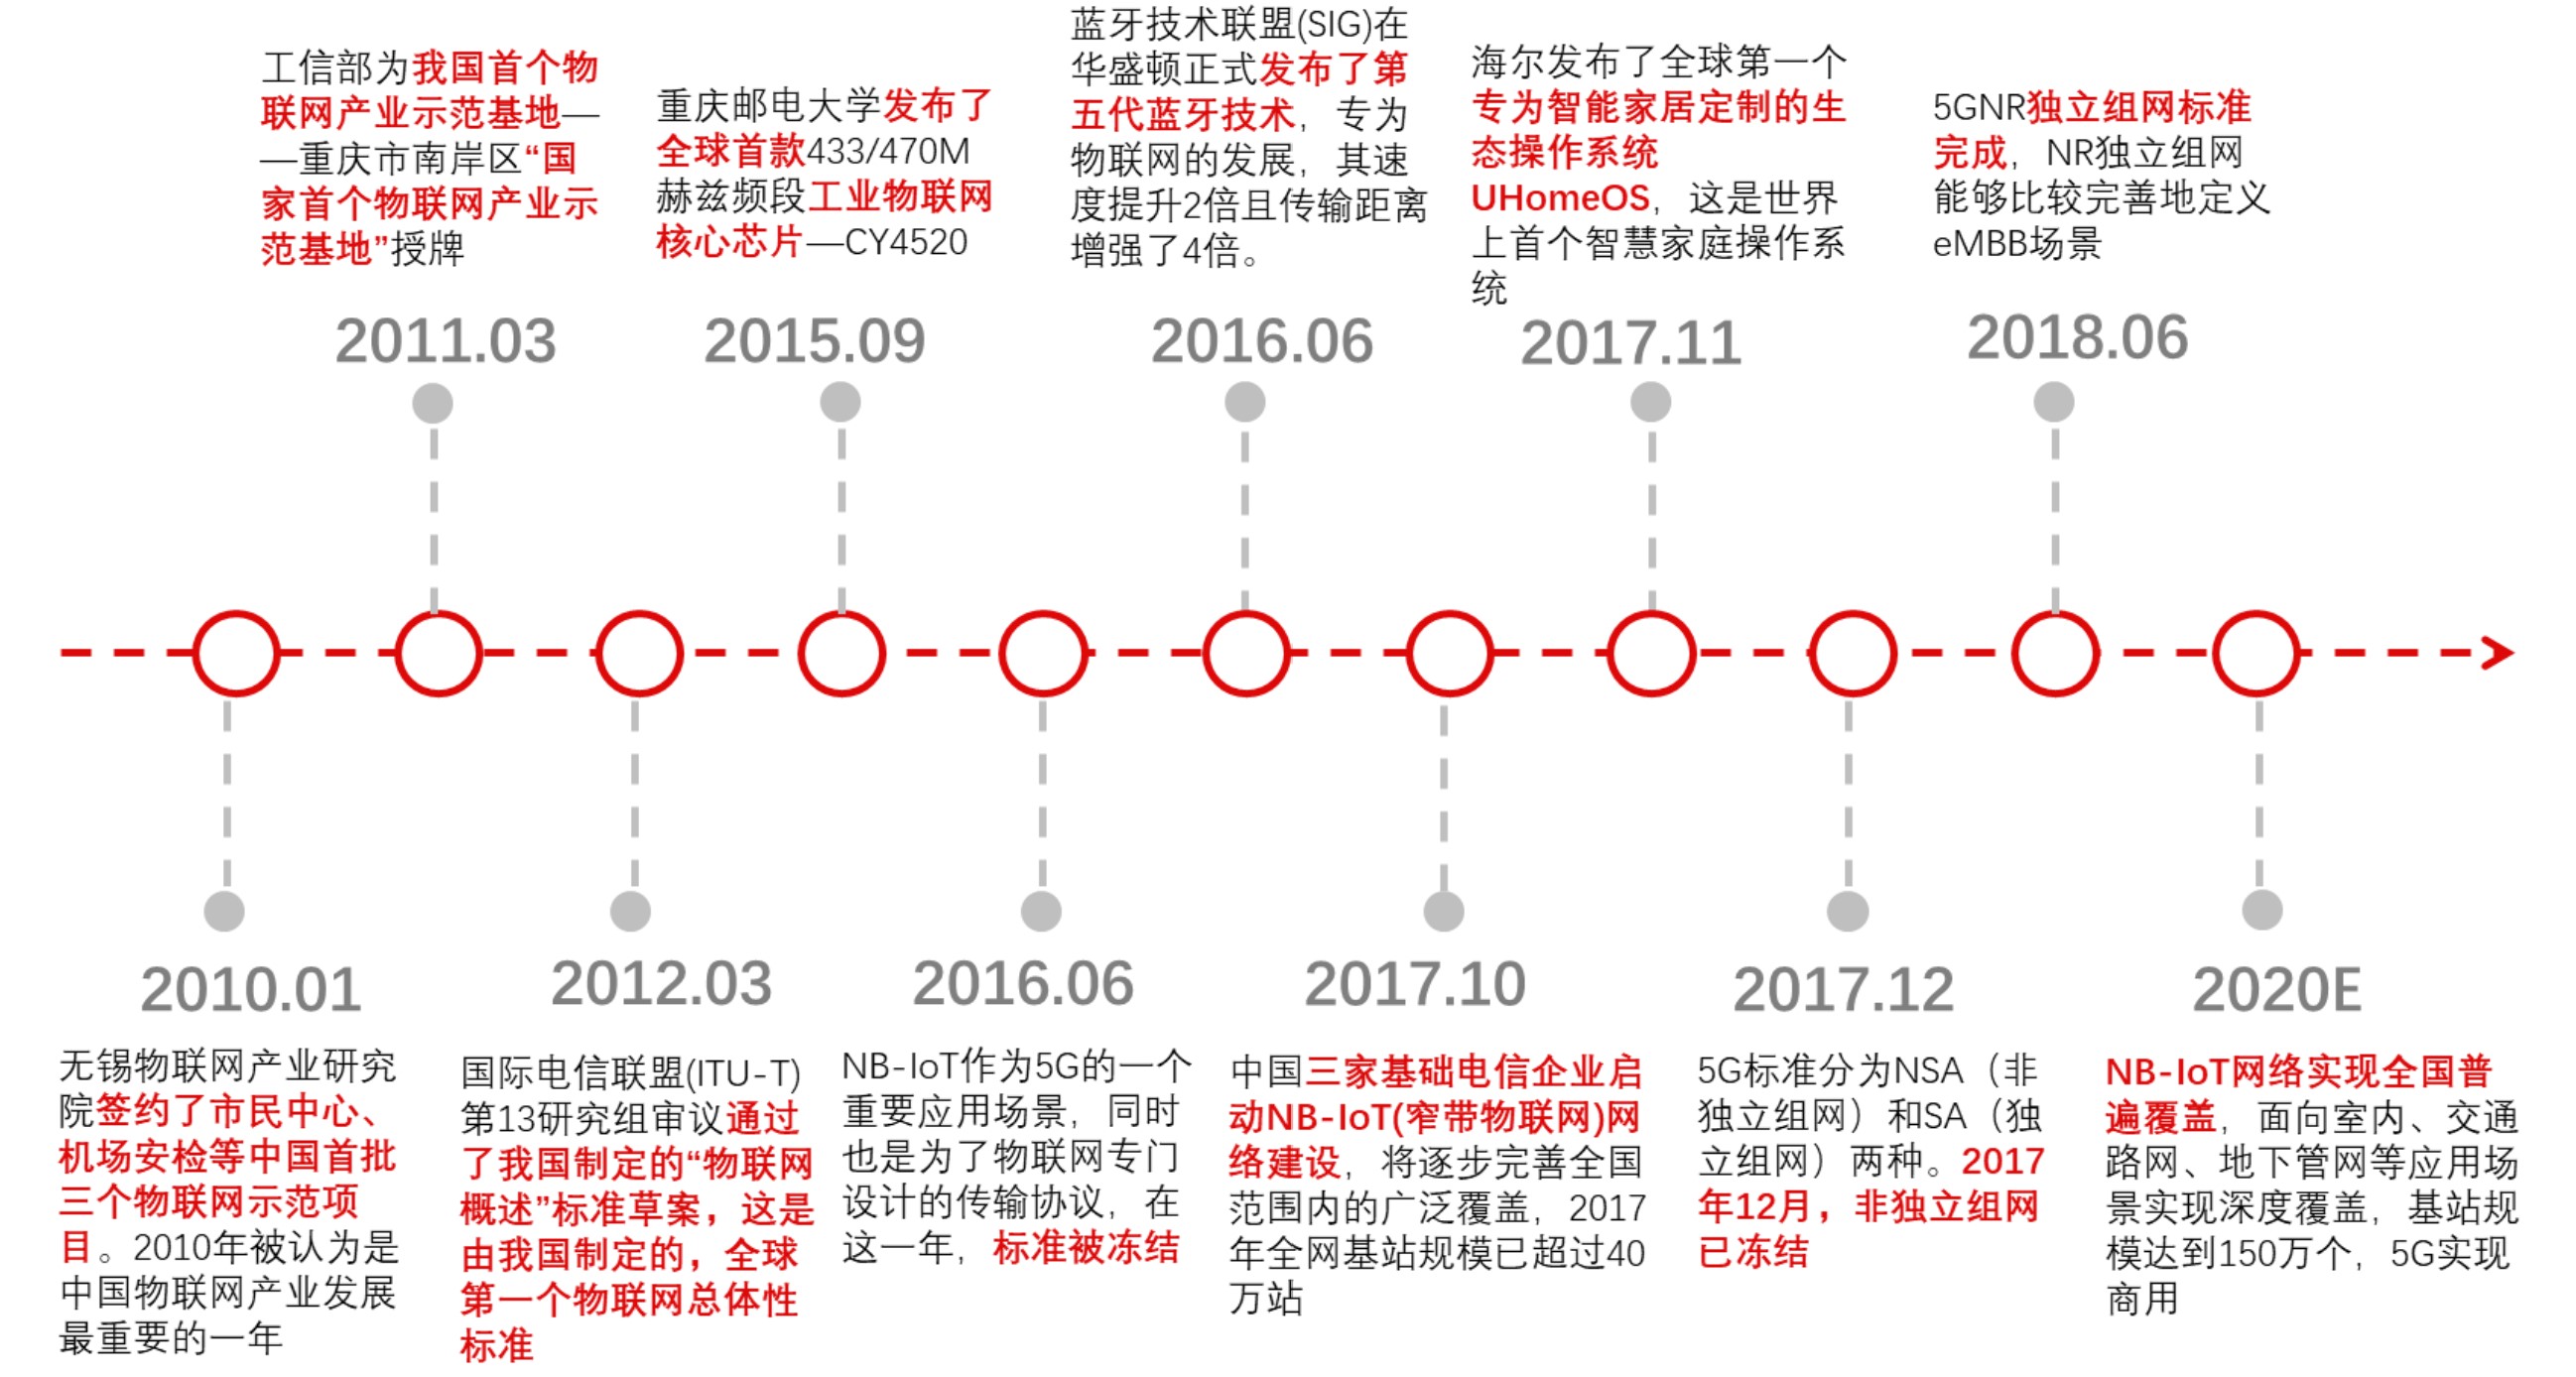 工信部为我国首个物
联网产业示范基地—
—重庆市南岸区“国
家首个物联网产业示
范基地”授牌
2011.03
重庆邮电大学发布了
全球首款433/470M
赫兹频段工业物联网
核心芯片—CY4520
2015.09
蓝牙技术联盟(SIG)在
华盛顿正式发布了第
五代蓝牙技术，专为
物联网的发展，其速
度提升2倍且传输距离
增强了4倍。
2016.06
海尔发布了全球第一个
专为智能家居定制的生
态操作系统
UHomeOS，这是世界
上首个智慧家庭操作系
统
2017.11
5GNR独立组网标准
完成，NR独立组网
能够比较完善地定义
eMBB场景
2018.06
2010.01
无锡物联网产业研究
院签约了市民中心、
机场安检等中国首批
三个物联网示范项
目。2010年被认为是
中国物联网产业发展
最重要的一年
2012.03
国际电信联盟(ITU-T)
第13研究组审议通过
了我国制定的“物联网
概述”标准草案，这是
由我国制定的，全球
第一个物联网总体性
标准
2016.06
NB-IoT作为5G的一个
重要应用场景，同时
也是为了物联网专门
设计的传输协议，在
这一年，标准被冻结
2017.10
中国三家基础电信企业启
动NB-IoT(窄带物联网)网
络建设，将逐步完善全国
范围内的广泛覆盖，2017
年全网基站规模已超过40
万站
2017.12
5G标准分为NSA（非
独立组网）和SA（独
立组网）两种。2017
年12月，非独立组网
已冻结
2020E
NB-IoT网络实现全国普
遍覆盖，面向室内、交通
路网、地下管网等应用场
景实现深度覆盖，基站规
模达到150万个，5G实现
商用